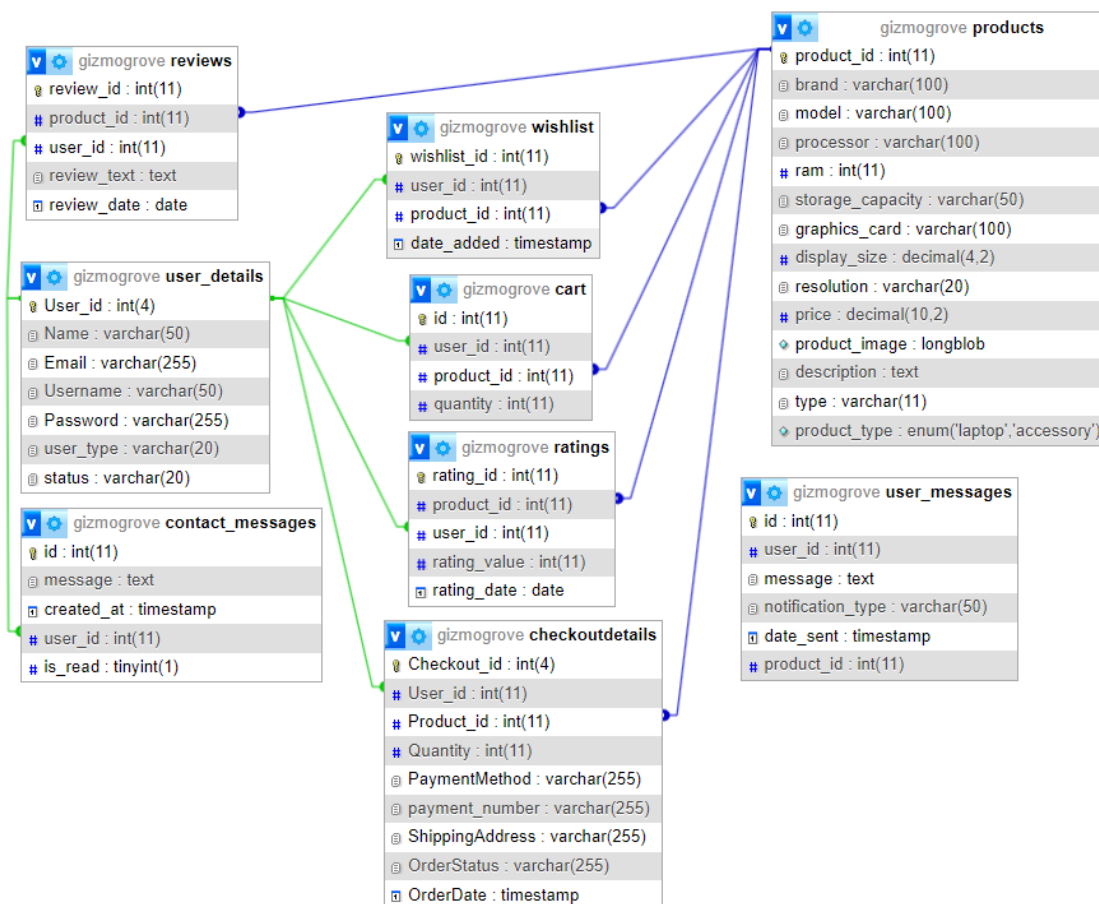 gizmogrove reviews
review_id : int(11)
product_id : int(11)
user_id : int(11)
review_text : text
review_date : date
gizmogrove user_details
User_id : int(4)
Name : varchar(50)
Email : varchar(255)
Username : varchar(50)
Password : varchar(255)
user_type : varchar(20)
status : varchar(20)
gizmogrove contact_messages
id : int(11)
message : text
created_at : timestamp
user_id : int(11)
is_read : tinyint(1)
gizmogrove wishlist
wishlist_id : int(11)
user_id : int(11)
product_id : int(11)
date_added : timestamp
gizmogrove cart
id : int(11)
user_id : int(11)
product_id : int(11)
quantity : int(11)
gizmogrove ratings
rating_id : int(11)
product_id : int(11)
user_id : int(11)
rating_value : int(11)
rating_date : date
gizmogrove checkoutdetails
Checkout_id : int(4)
User_id : int(11)
Product_id : int(11)
Quantity : int(11)
PaymentMethod : varchar(255)
payment_number : varchar(255)
ShippingAddress : varchar(255)
OrderStatus : varchar(255)
OrderDate : timestamp
gizmogrove products
product_id : int(11)
brand : varchar(100)
model : varchar(100)
processor : varchar(100)
ram : int(11)
storage_capacity : varchar(50)
graphics_card : varchar(100)
display_size : decimal(4,2)
resolution : varchar(20)
price : decimal(10,2)
product_image : longblob
description : text
type : varchar(11)
product_type : enum('laptop','accessory')
gizmogrove user_messages
id : int(11)
user_id : int(11)
message : text
notification_type : varchar(50)
date_sent : timestamp
product_id : int(11)